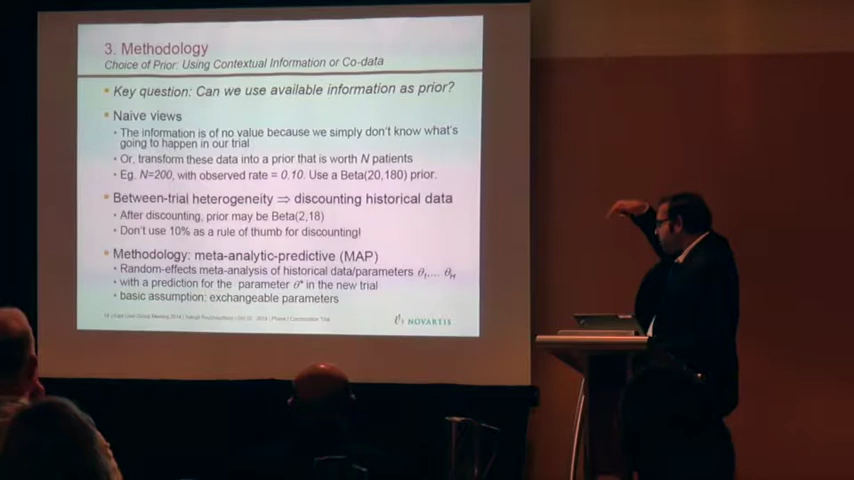 3. Methodology
Choice of Prior: Using Contextual Information or Co-data
Key question: Can we use available information as prior?
Naive views
The information is of no value because we simply don't know what's
going to happen in our trial
Or, transform these data into a prior that is worth N patients
Eg. N=200, with observed rate = 0.10. Use a Beta(20,180) prior.
Between-trial heterogeneity ⇒ discounting historical data
After discounting, prior may be Beta(2,18)
Don't use 10% as a rule of thumb for discounting!
Methodology: meta-analytic-predictive (MAP)
Random-effects meta-analysis of historical data/parameters θ₁,... θ_H
with a prediction for the parameter θ* in the new trial
basic assumption: exchangeable parameters
NOVARTIS